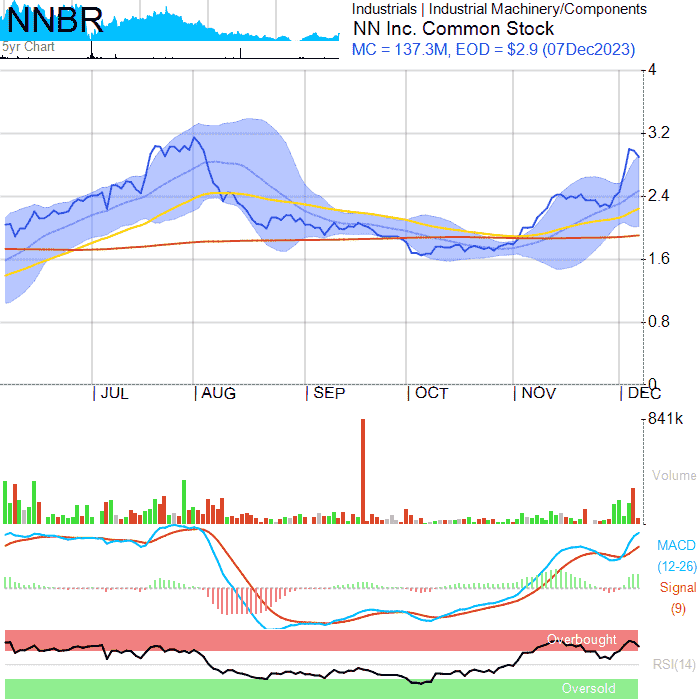 NNBR
Industrials | Industrial Machinery/Components
NN Inc. Common Stock
MC = 137.3M, EOD = $2.9 (07Dec2023)
5yr Chart
4
3.2
2.4
1.6
0.8
0
JUL AUG SEP OCT NOV DEC
841k
Volume
MACD
(12-26)
Signal
(9)
Overbought
RSI(14)
Oversold